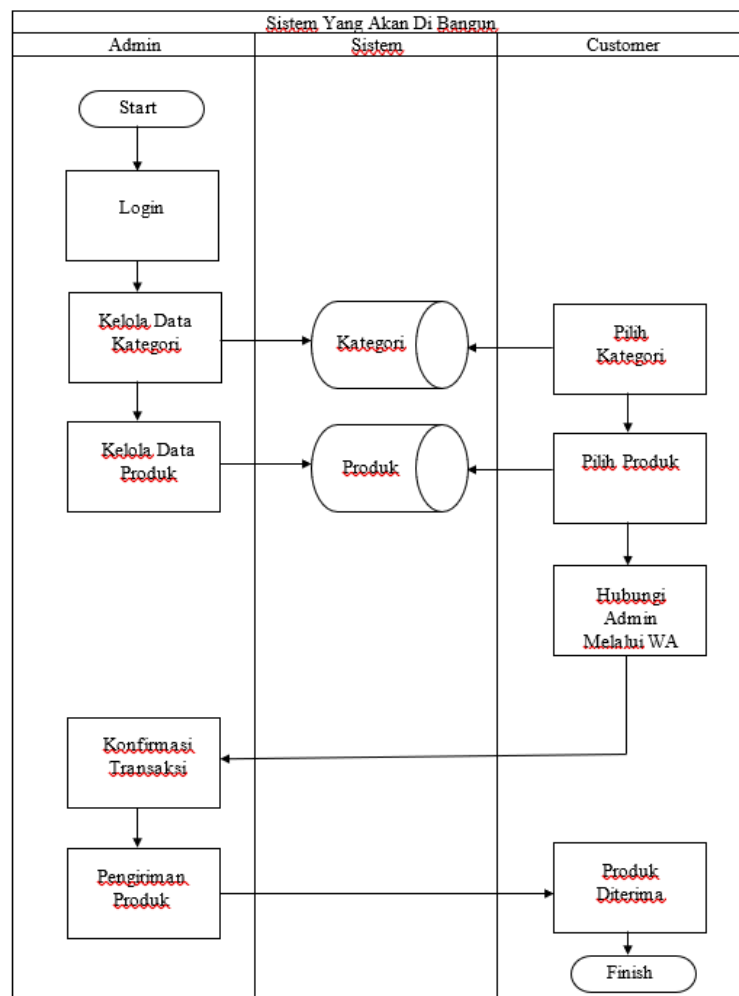 Sistem Yang Akan Di Bangun
Admin
Sistem
Customer
Start
Login
Kelola Data
Kategori
Kategori
Pilih
Kategori
Kelola Data
Produk
Produk
Pilih Produk
Hubungi
Admin
Melalui WA
Konfirmasi
Transaksi
Pengiriman
Produk
Produk
Diterima
Finish